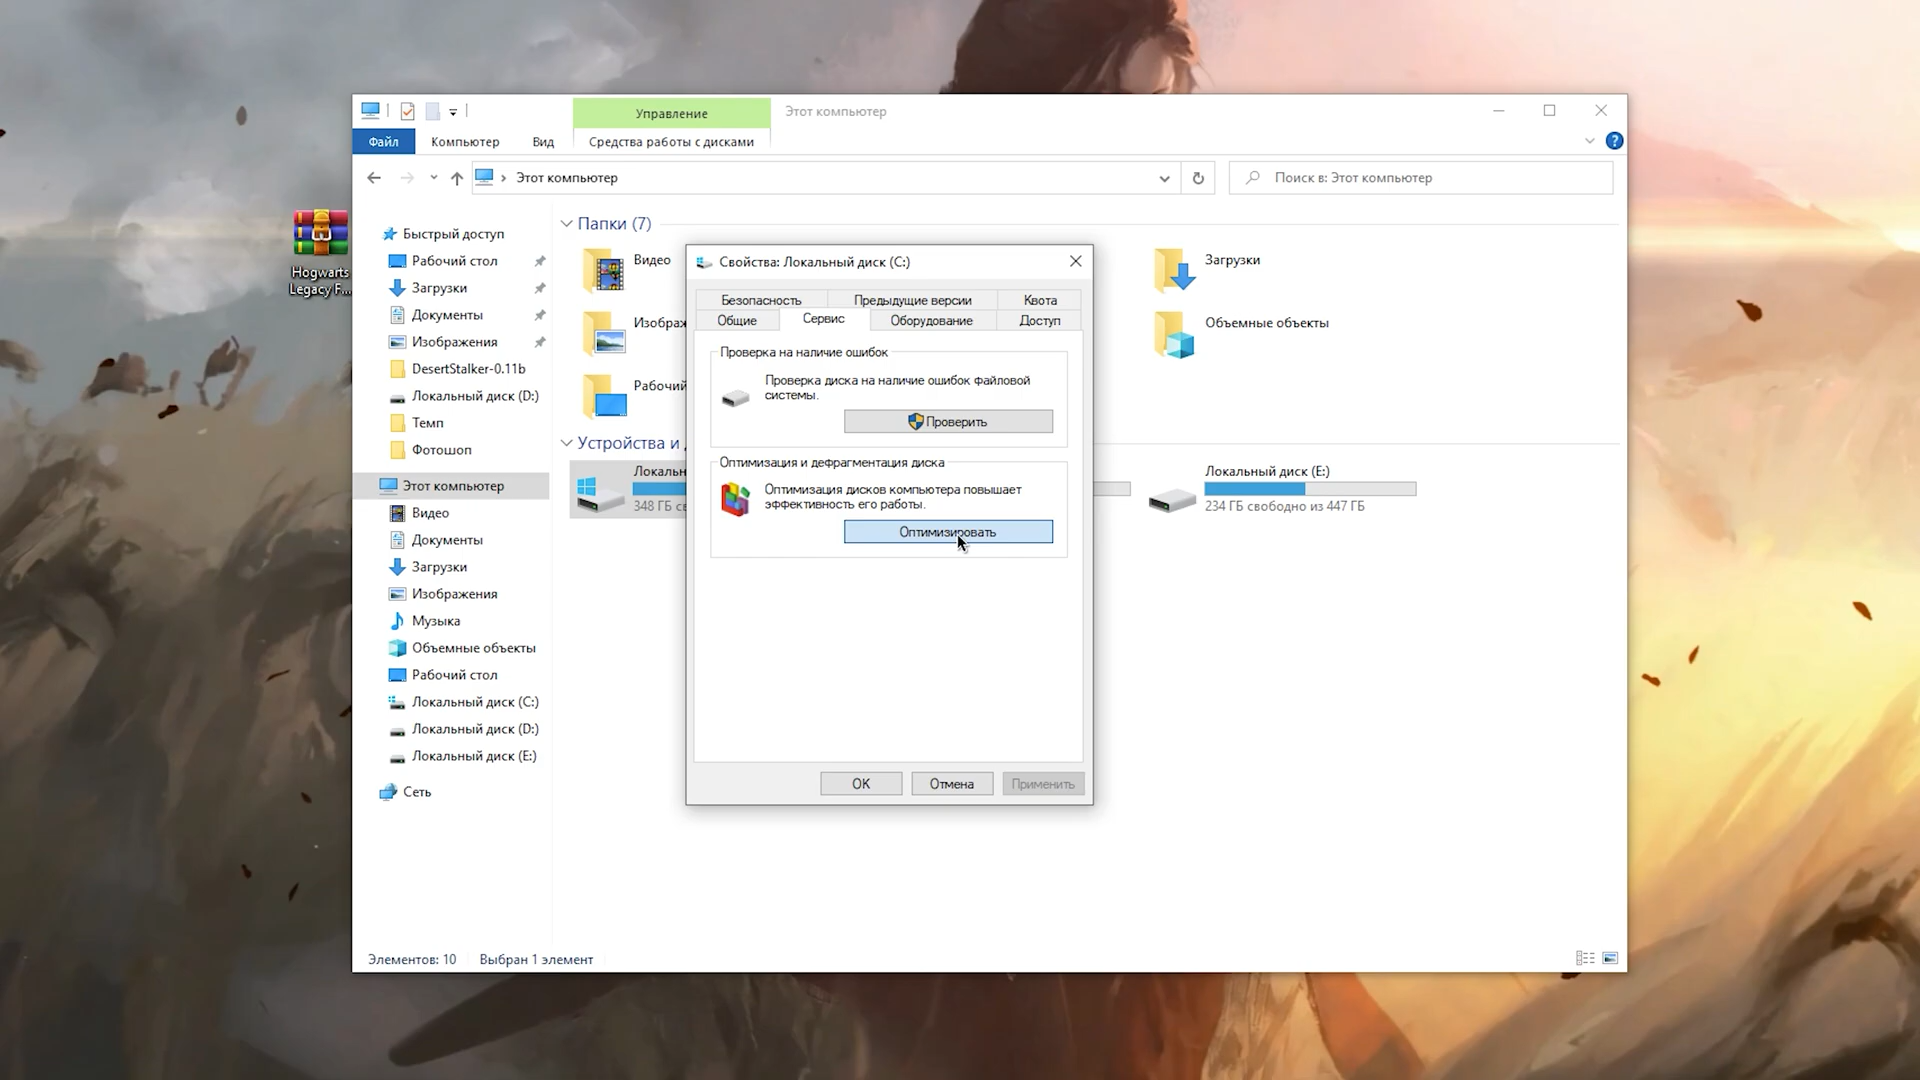 Управление
Этот компьютер
Файл
Компьютер
Вид
Средства работы с дисками
Этот компьютер
Поиск в: Этот компьютер
Hogwarts
Legacy F...
Быстрый доступ
Рабочий стол
Загрузки
Документы
Изображения
DesertStalker-0.11b
Локальный диск (D:)
Темп
Фотошоп
Этот компьютер
Видео
Документы
Загрузки
Изображения
Музыка
Объемные объекты
Рабочий стол
Локальный диск (C:)
Локальный диск (D:)
Локальный диск (E:)
Сеть
Папки (7)
Видео
Загрузки
Изображ
Объемные объекты
Рабочий
Устройства и д
Локальн
348 ГБ св
Локальный диск (E:)
234 ГБ свободно из 447 ГБ
Свойства: Локальный диск (C:)
Безопасность
Предыдущие версии
Квота
Общие
Сервис
Оборудование
Доступ
Проверка на наличие ошибок
Проверка диска на наличие ошибок файловой
системы.
Проверить
Оптимизация и дефрагментация диска
Оптимизация дисков компьютера повышает
эффективность его работы.
Оптимизировать
OK
Отмена
Применить
Элементов: 10
Выбран 1 элемент